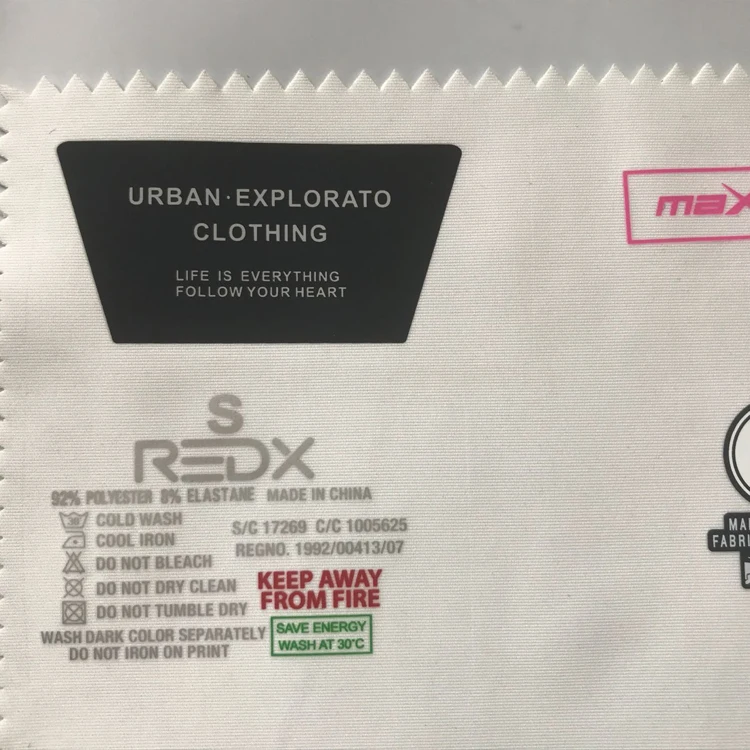 URBAN·EXPLORATO
CLOTHING
LIFE IS EVERYTHING
FOLLOW YOUR HEART
max
S
REDX
92% POLYESTER 8% ELASTANE MADE IN CHINA
COLD WASH
COOL IRON
DO NOT BLEACH
DO NOT DRY CLEAN
DO NOT TUMBLE DRY
WASH DARK COLOR SEPARATELY
DO NOT IRON ON PRINT
S/C 17269 C/C 1005625
REGNO. 1992/00413/07
KEEP AWAY
FROM FIRE
SAVE ENERGY
WASH AT 30°C